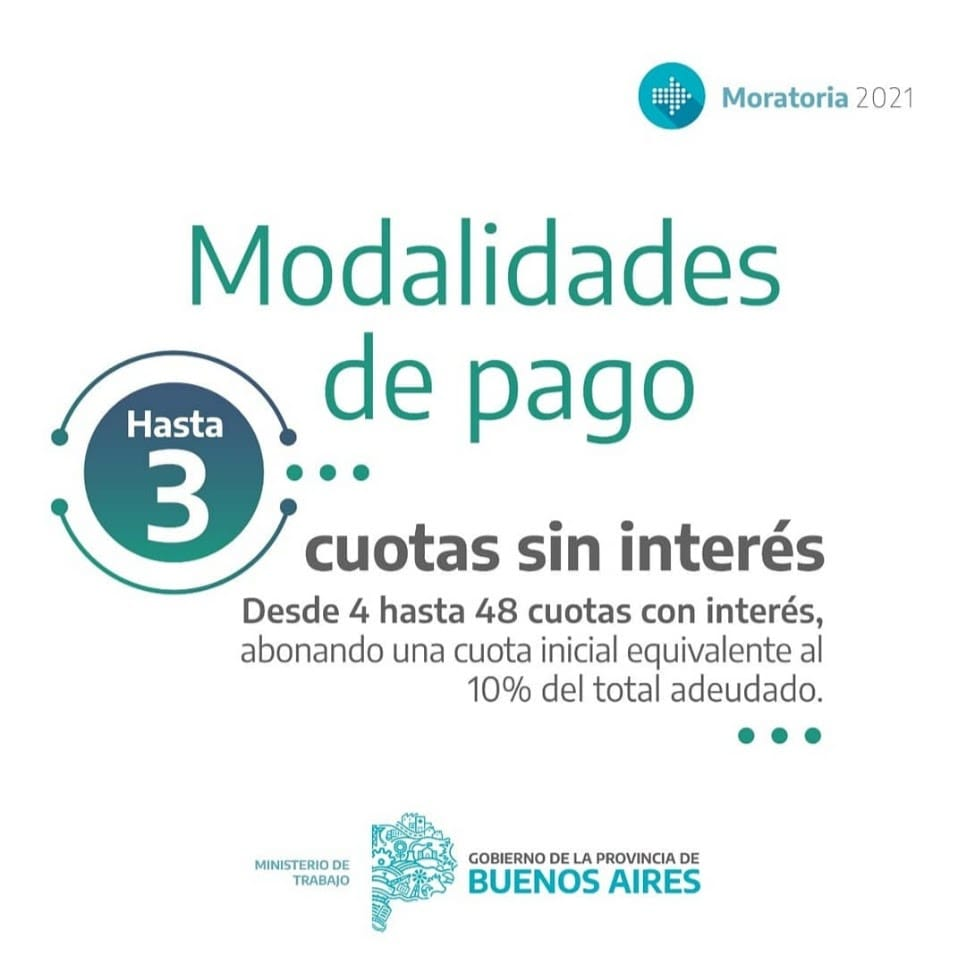 Moratoria 2021
Modalidades
de pago
Hasta
3
cuotas sin interés
Desde 4 hasta 48 cuotas con interés,
abonando una cuota inicial equivalente al
10% del total adeudado.
MINISTERIO DE
TRABAJO
GOBIERNO DE LA PROVINCIA DE
BUENOS AIRES